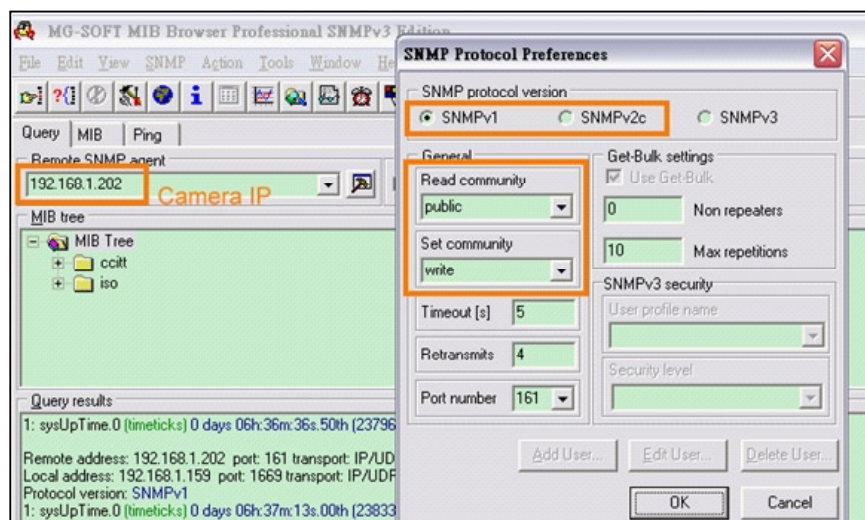 MG-SOFT MIB Browser Professional SNMPv3 Edition
File Edit View SNMP Action Tools Window
Query MIB Ping
Remote SNMP agent
192.168.1.202
Camera IP
MIB tree
MIB Tree
ccitt
iso
Query results
1: sysUpTime.0 (timeticks) 0 days 06h:36m:36s.50th (23796
Remote address: 192.168.1.202 port: 161 transport: IP/UD
Local address: 192.168.1.159 port: 1669 transport: IP/UDP
Protocol version: SNMPv1
1: sysUpTime.0 (timeticks) 0 days 06h:37m:13s.00th (23833
SNMP Protocol Preferences
SNMP protocol version
SNMPv1 SNMPv2c SNMPv3
General
Read community
public
Set community
write
Timeout [s] 5
Retransmits 4
Port number 161
Get-Bulk settings
Use Get-Bulk
0 Non repeaters
10 Max repetitions
SNMPv3 security
User profile name
Security level
Add User... Edit User... Delete User...
OK Cancel